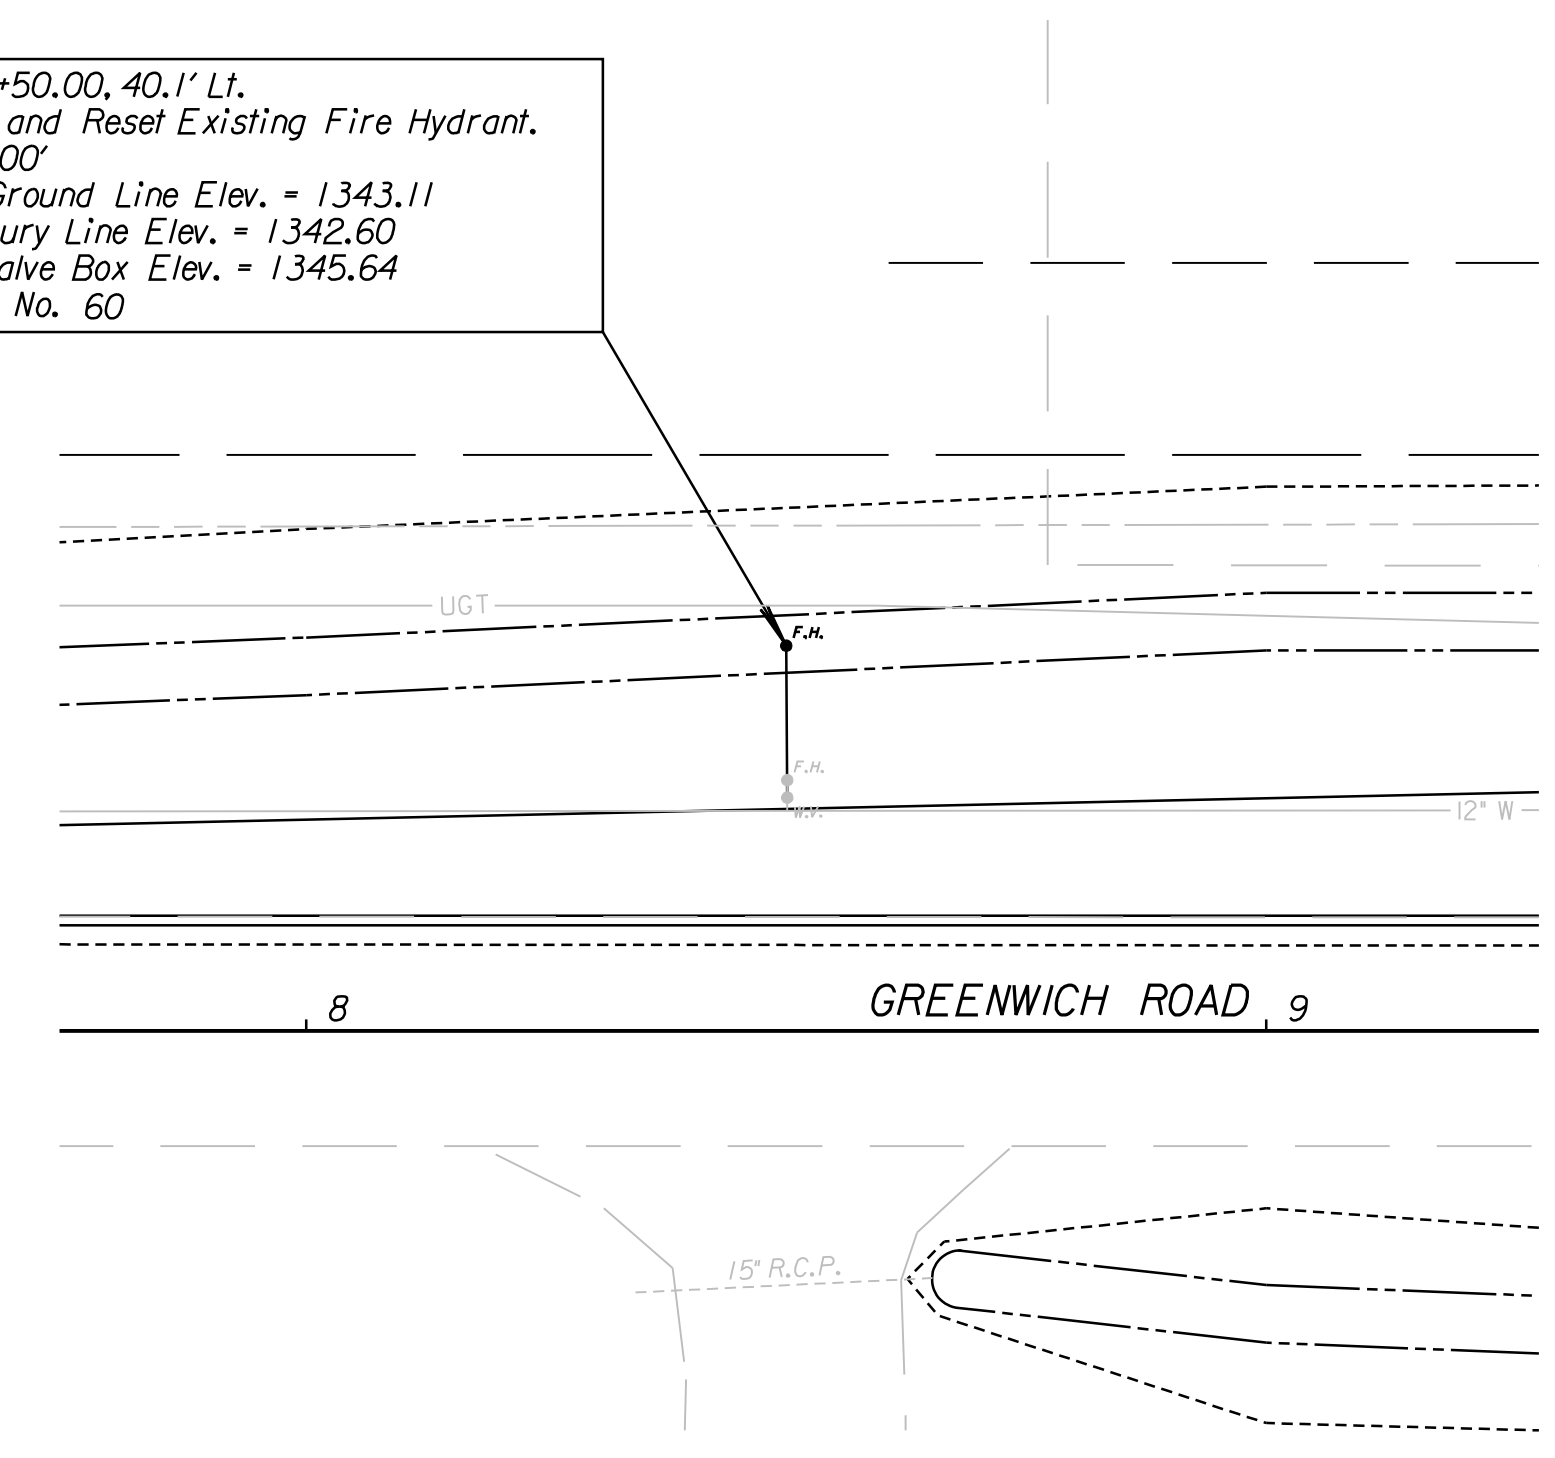 +50.00, 40.1' Lt.
and Reset Existing Fire Hydrant.
00'
Ground Line Elev. = 1343.11
ury Line Elev. = 1342.60
alve Box Elev. = 1345.64
No. 60
UGT
F.H.
F.H.
W.V.
12" W
GREENWICH ROAD
8
9
15" R.C.P.